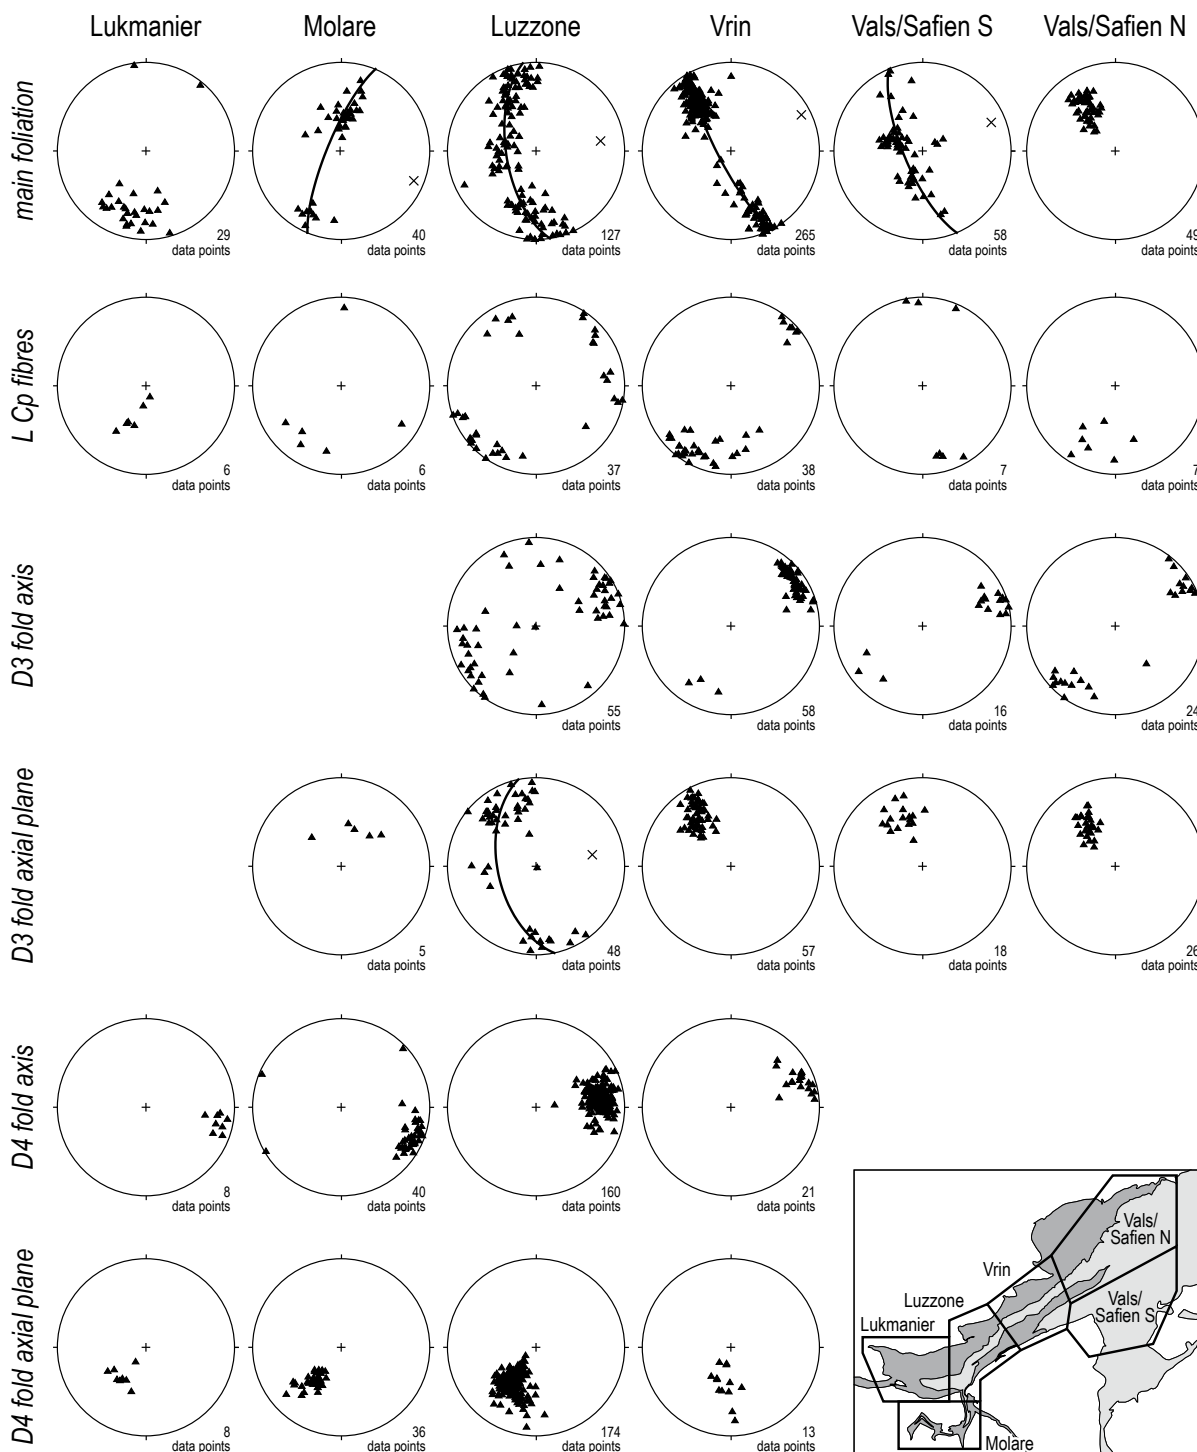 Lukmanier Molare Luzzone Vrin Vals/Safien S Vals/Safien N
main foliation
29
data points
40
data points
127
data points
265
data points
58
data points
49
data points
L Cp fibres
6
data points
6
data points
37
data points
38
data points
7
data points
7
data points
D3 fold axis
55
data points
58
data points
16
data points
24
data points
D3 fold axial plane
5
data points
48
data points
57
data points
18
data points
26
data points
D4 fold axis
8
data points
40
data points
160
data points
21
data points
D4 fold axial plane
8
data points
36
data points
174
data points
13
data points
Vals/
Safien N
Vrin
Vals/
Safien S
Luzzone
Lukmanier
Molare